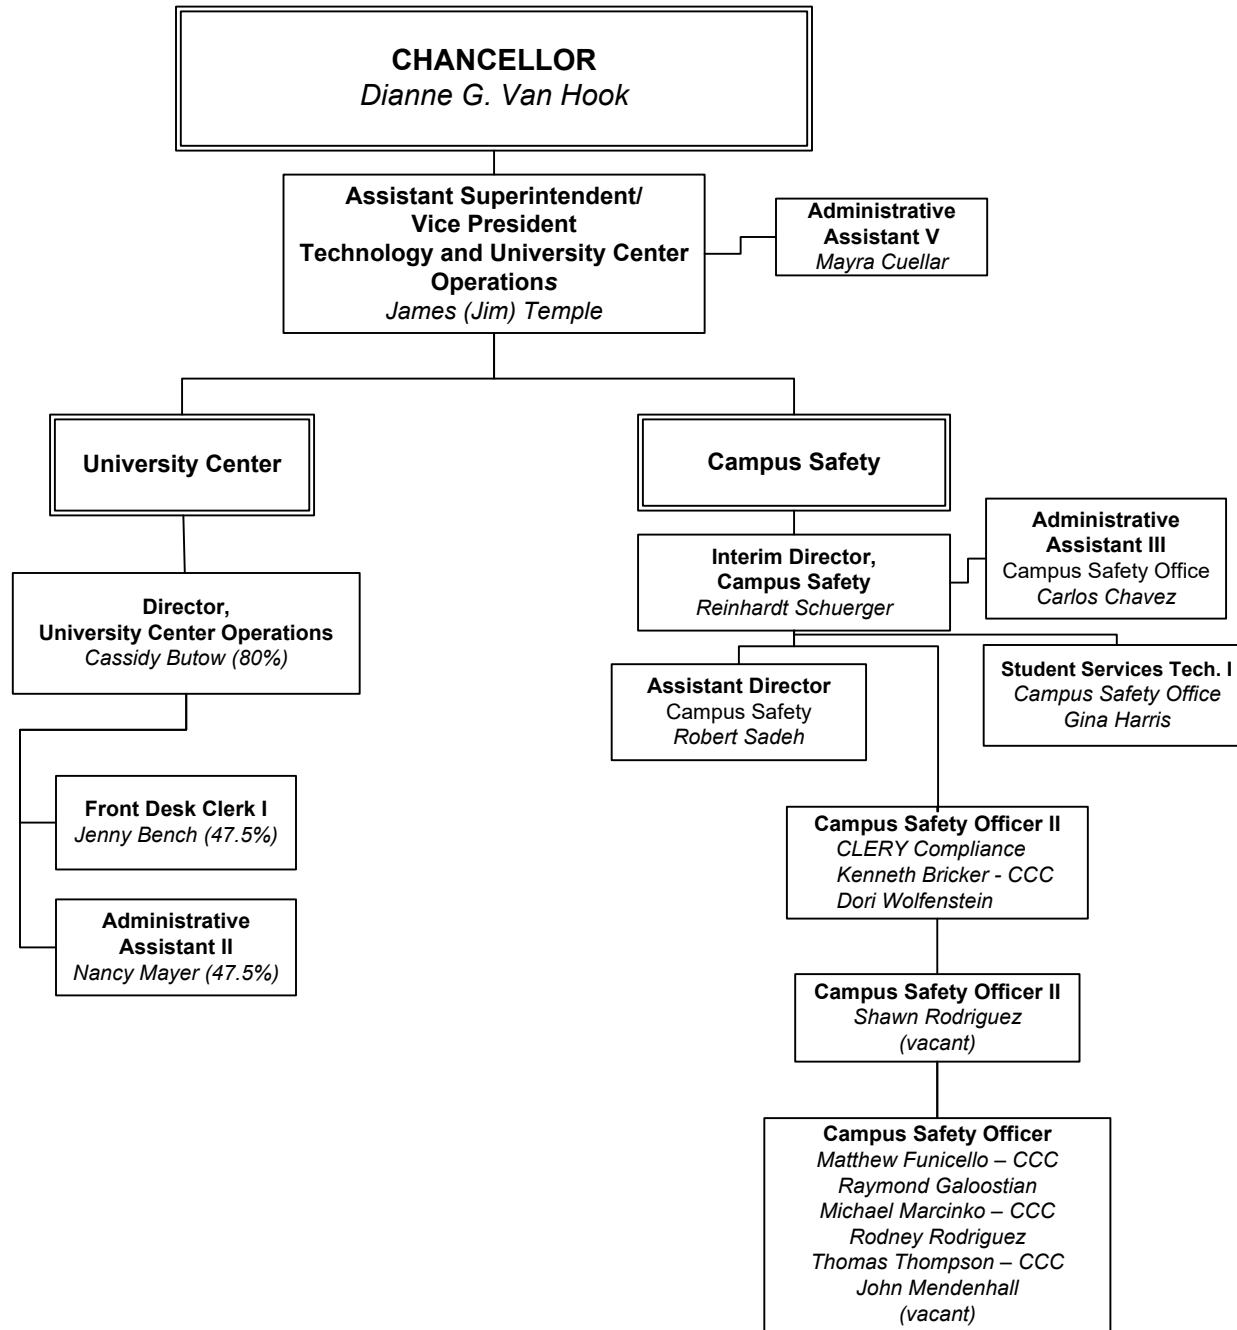 CHANCELLOR
Dianne G. Van Hook
Assistant Superintendent/
Vice President
Technology and University Center
Operations
James (Jim) Temple
Administrative
Assistant V
Mayra Cuellar
University Center
Campus Safety
Director,
University Center Operations
Cassidy Butow (80%)
Interim Director,
Campus Safety
Reinhardt Schuerger
Administrative
Assistant III
Campus Safety Office
Carlos Chavez
Assistant Director
Campus Safety
Robert Sadeh
Student Services Tech. I
Campus Safety Office
Gina Harris
Front Desk Clerk I
Jenny Bench (47.5%)
Administrative
Assistant II
Nancy Mayer (47.5%)
Campus Safety Officer II
CLERY Compliance
Kenneth Bricker - CCC
Dori Wolfenstein
Campus Safety Officer II
Shawn Rodriguez
(vacant)
Campus Safety Officer
Matthew Funicello – CCC
Raymond Galoostian
Michael Marcinko – CCC
Rodney Rodriguez
Thomas Thompson – CCC
John Mendenhall
(vacant)